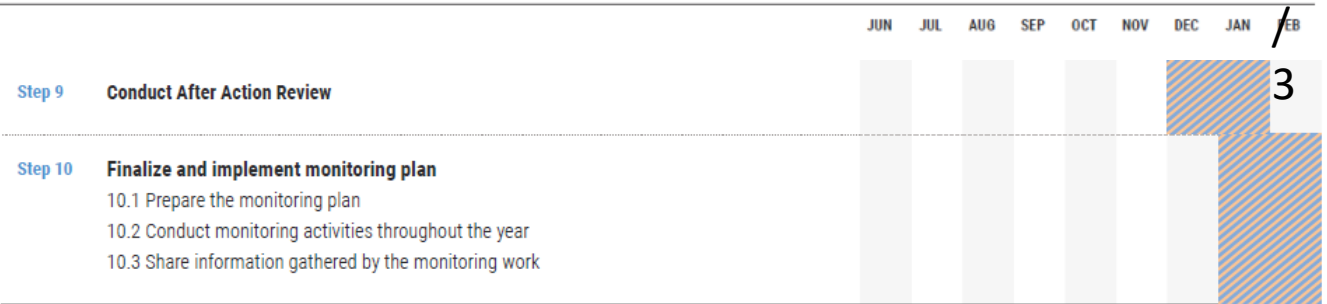 JUN JUL AUG SEP OCT NOV DEC JAN FEB
/
3
Step 9 Conduct After Action Review
Step 10 Finalize and implement monitoring plan
10.1 Prepare the monitoring plan
10.2 Conduct monitoring activities throughout the year
10.3 Share information gathered by the monitoring work